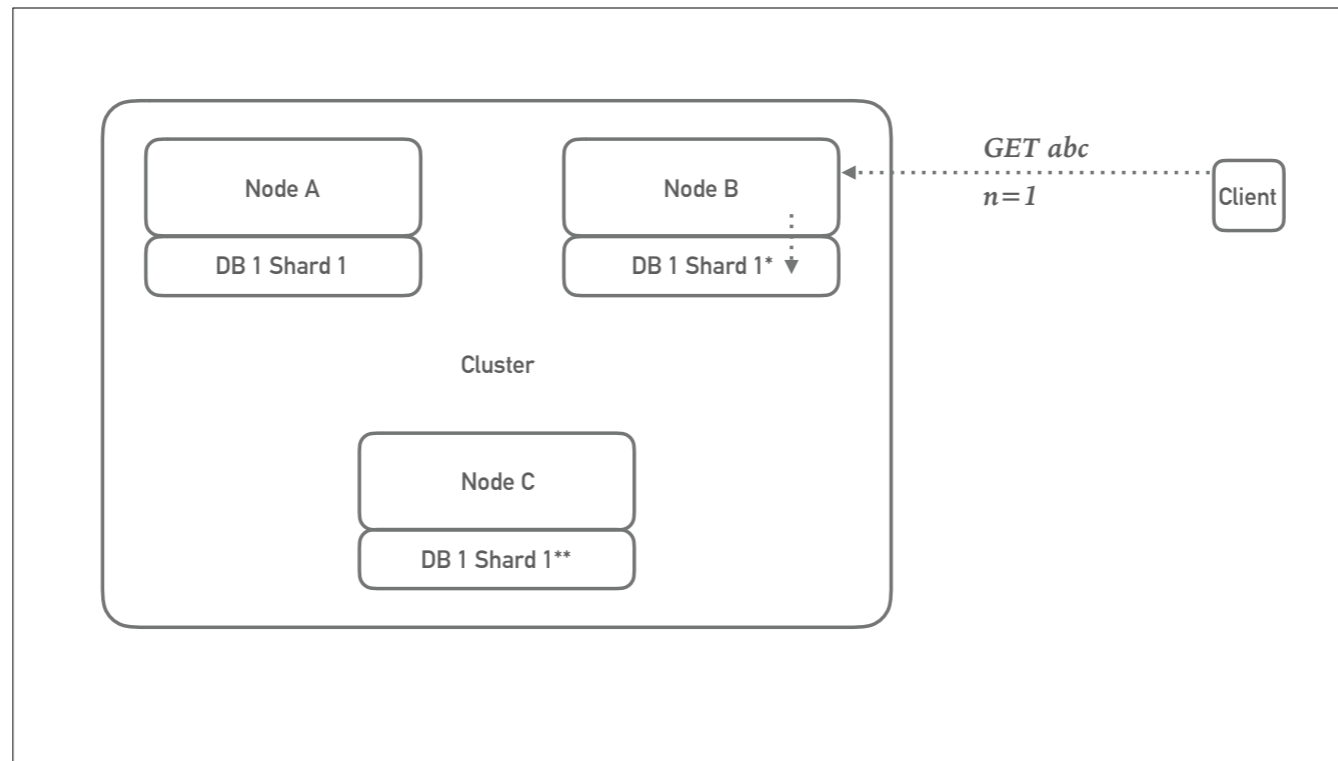 GET abc
Node A
Node B
n=1
Client
DB 1 Shard 1
DB 1 Shard 1*
Cluster
Node C
DB 1 Shard 1**